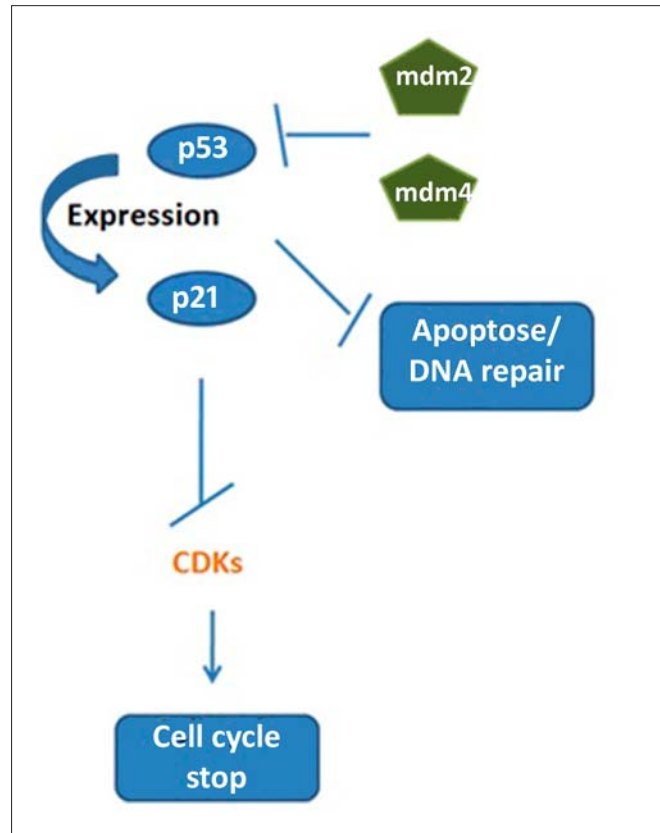 mdm2
p53
mdm4
Expression
p21
Apoptose/
DNA repair
CDKs
Cell cycle
stop